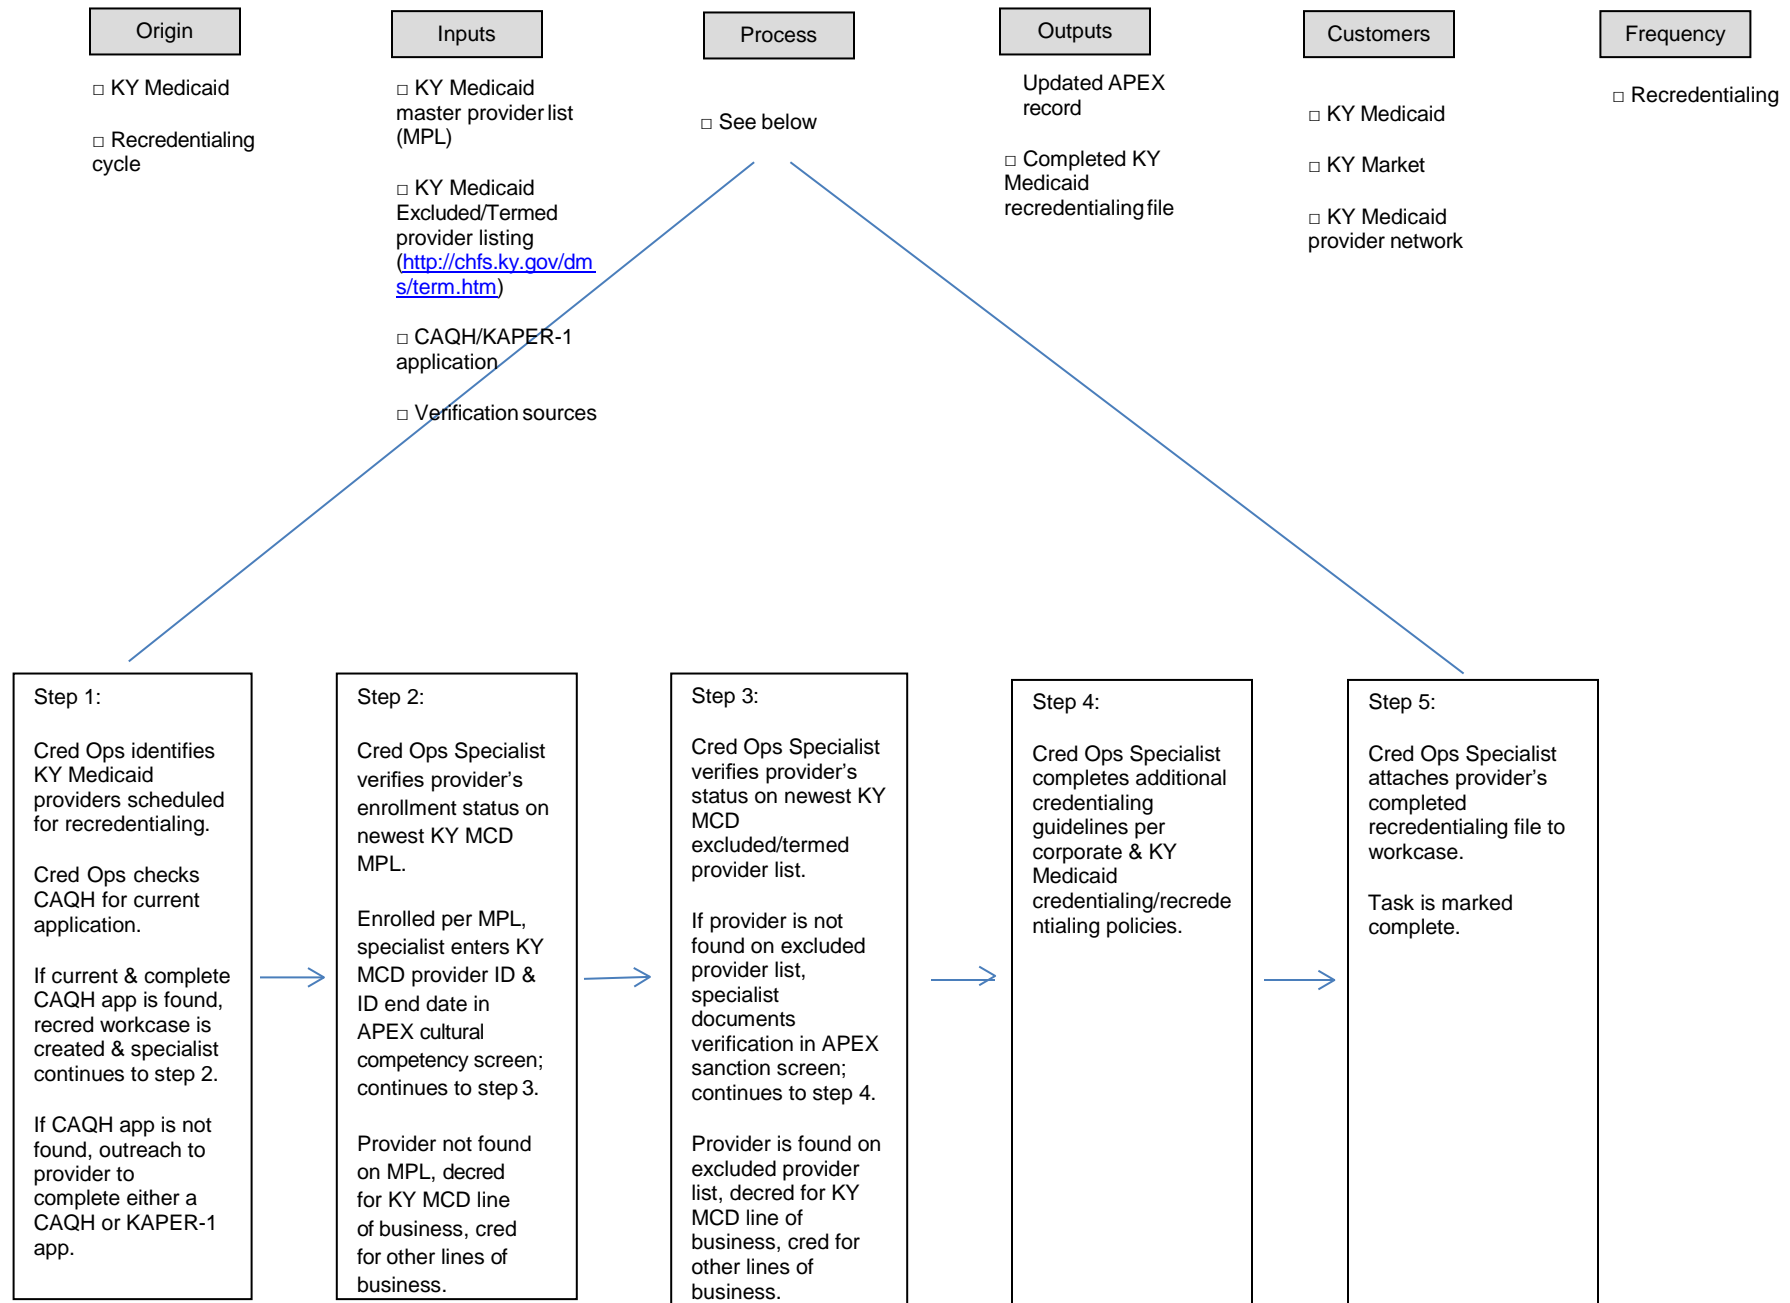 Origin
□ KY Medicaid
□ Recredentialing
cycle
Inputs
□ KY Medicaid
master provider list
(MPL)
□ KY Medicaid
Excluded/Termed
provider listing
(http://chfs.ky.gov/dm
s/term.htm)
□ CAQH/KAPER-1
application
□ Verification sources
Process
□ See below
Outputs
Updated APEX
record
□ Completed KY
Medicaid
recredentialing file
Customers
□ KY Medicaid
□ KY Market
□ KY Medicaid
provider network
Frequency
□ Recredentialing
Step 1:
Cred Ops identifies
KY Medicaid
providers scheduled
for recredentialing.
Cred Ops checks
CAQH for current
application.
If current & complete
CAQH app is found,
recred workcase is
created & specialist
continues to step 2.
If CAQH app is not
found, outreach to
provider to
complete either a
CAQH or KAPER-1
app.
Step 2:
Cred Ops Specialist
verifies provider’s
enrollment status on
newest KY MCD
MPL.
Enrolled per MPL,
specialist enters KY
MCD provider ID &
ID end date in
APEX cultural
competency screen;
continues to step 3.
Provider not found
on MPL, decred
for KY MCD line
of business, cred
for other lines of
business.
Step 3:
Cred Ops Specialist
verifies provider’s
status on newest KY
MCD
excluded/termed
provider list.
If provider is not
found on excluded
provider list,
specialist
documents
verification in APEX
sanction screen;
continues to step 4.
Provider is found on
excluded provider
list, decred for KY
MCD line of
business, cred for
other lines of
business.
Step 4:
Cred Ops Specialist
completes additional
credentialing
guidelines per
corporate & KY
Medicaid
credentialing/recrede
ntialing policies.
Step 5:
Cred Ops Specialist
attaches provider’s
completed
recredentialing file to
workcase.
Task is marked
complete.